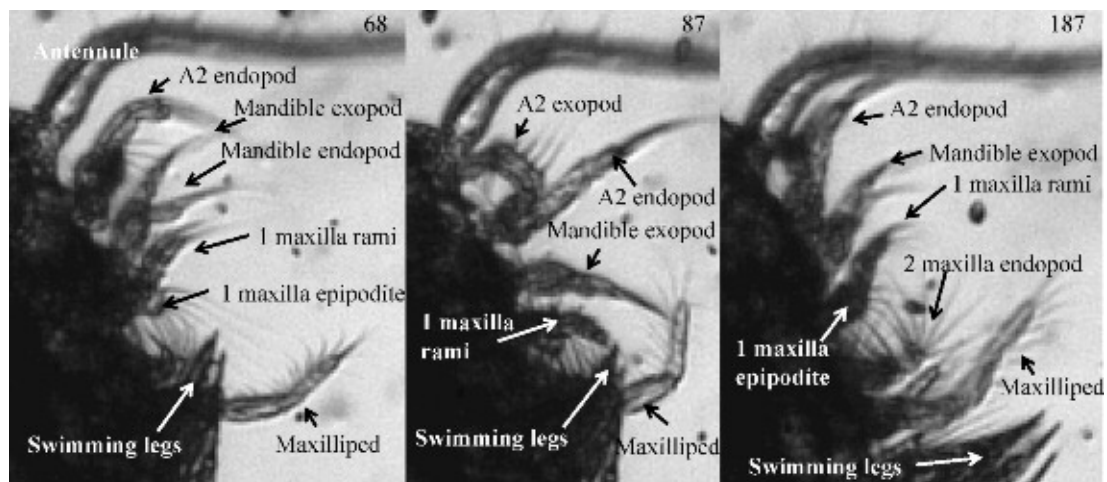 68
Antennule
A2 endopod
Mandible exopod
Mandible endopod
1 maxilla rami
1 maxilla epipodite
Swimming legs
Maxilliped
87
A2 exopod
A2 endopod
Mandible exopod
1 maxilla
rami
Swimming legs
Maxilliped
187
A2 endopod
Mandible exopod
1 maxilla rami
2 maxilla endopod
1 maxilla
epipodite
Maxilliped
Swimming legs